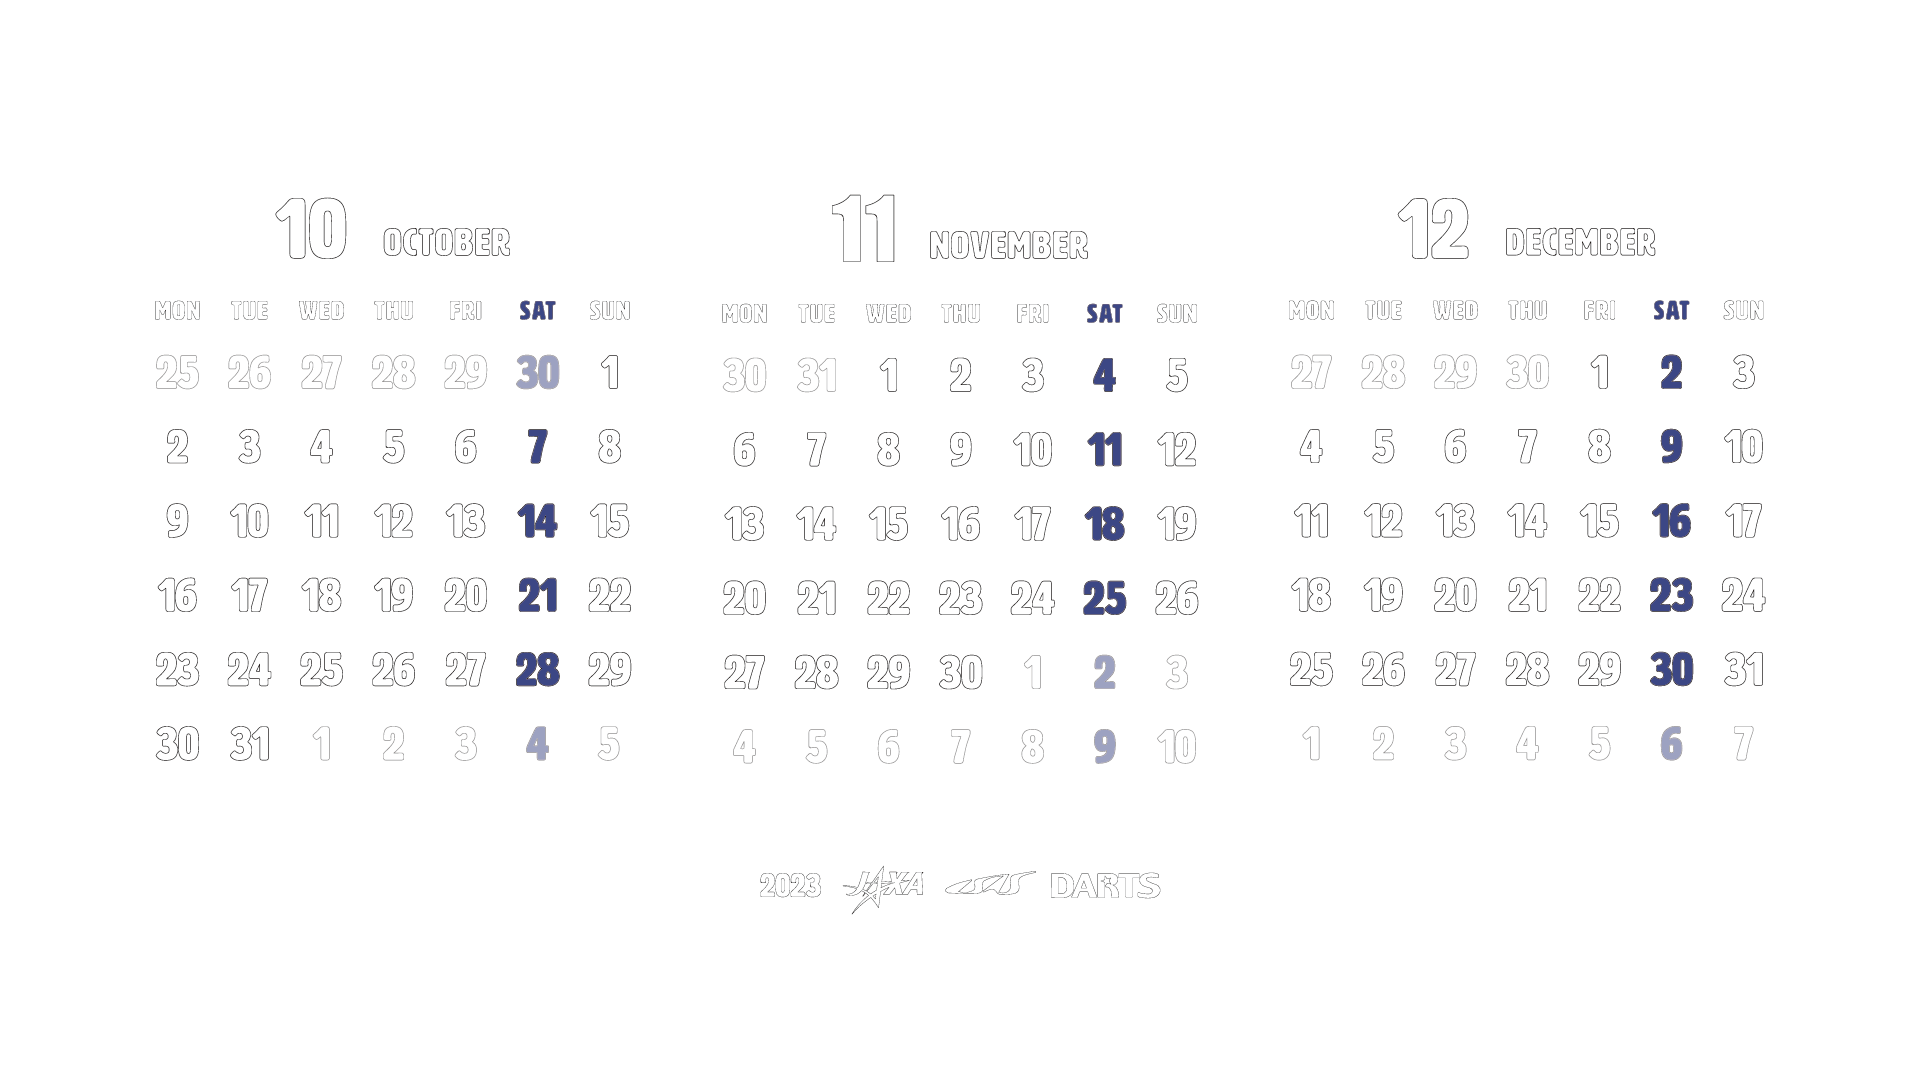 10 OCTOBER
MON TUE WED THU FRI SAT SUN
25 26 27 28 29 30 1
2 3 4 5 6 7 8
9 10 11 12 13 14 15
16 17 18 19 20 21 22
23 24 25 26 27 28 29
30 31 1 2 3 4 5
11 NOVEMBER
MON TUE WED THU FRI SAT SUN
30 31 1 2 3 4 5
6 7 8 9 10 11 12
13 14 15 16 17 18 19
20 21 22 23 24 25 26
27 28 29 30 1 2 3
4 5 6 7 8 9 10
12 DECEMBER
MON TUE WED THU FRI SAT SUN
27 28 29 30 1 2 3
4 5 6 7 8 9 10
11 12 13 14 15 16 17
18 19 20 21 22 23 24
25 26 27 28 29 30 31
1 2 3 4 5 6 7
2023 JAXA ISAS DARTS